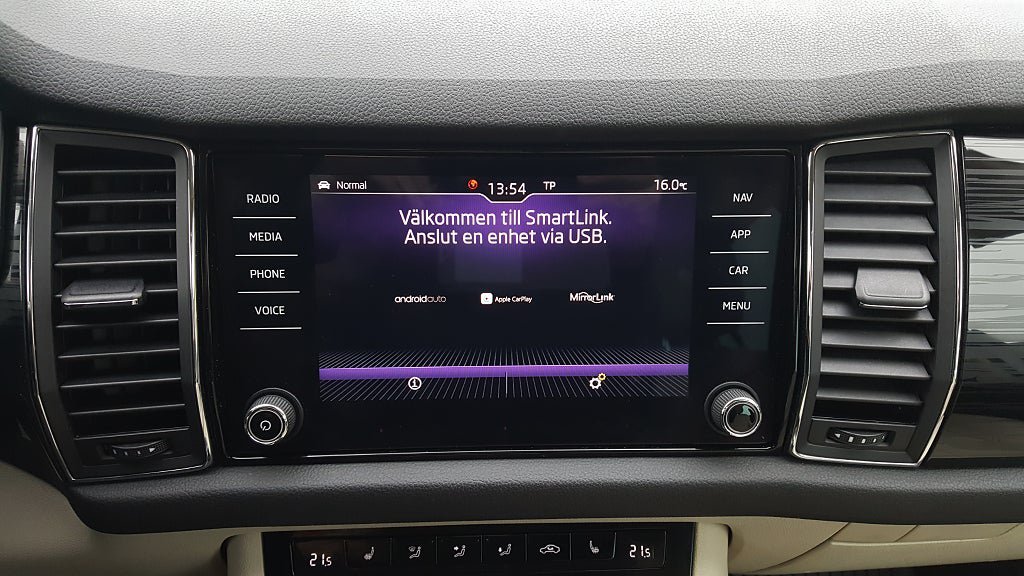 Normal 13:54 TP 16.0°C
Välkommen till SmartLink.
Anslut en enhet via USB.
androidauto Apple CarPlay MirrorLink
RADIO
MEDIA
PHONE
VOICE
NAV
APP
CAR
MENU
21.5 21.5